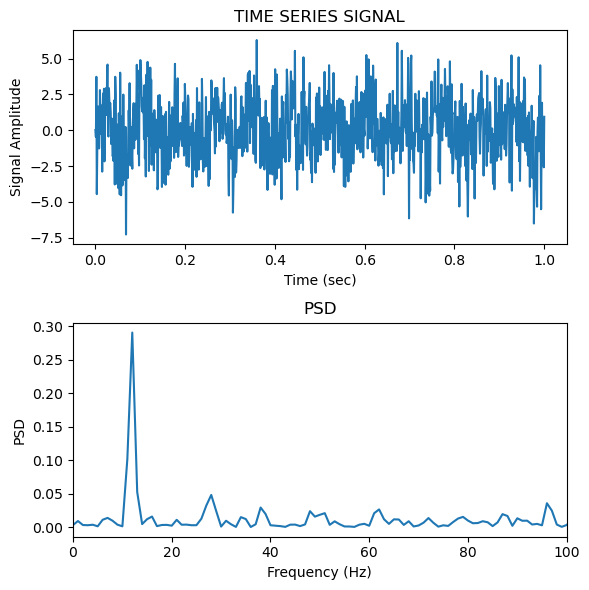 TIME SERIES SIGNAL
5.0
2.5
0.0
−2.5
−5.0
−7.5
Signal Amplitude
0.0 0.2 0.4 0.6 0.8 1.0
Time (sec)
PSD
0.30
0.25
0.20
0.15
0.10
0.05
0.00
PSD
0 20 40 60 80 100
Frequency (Hz)